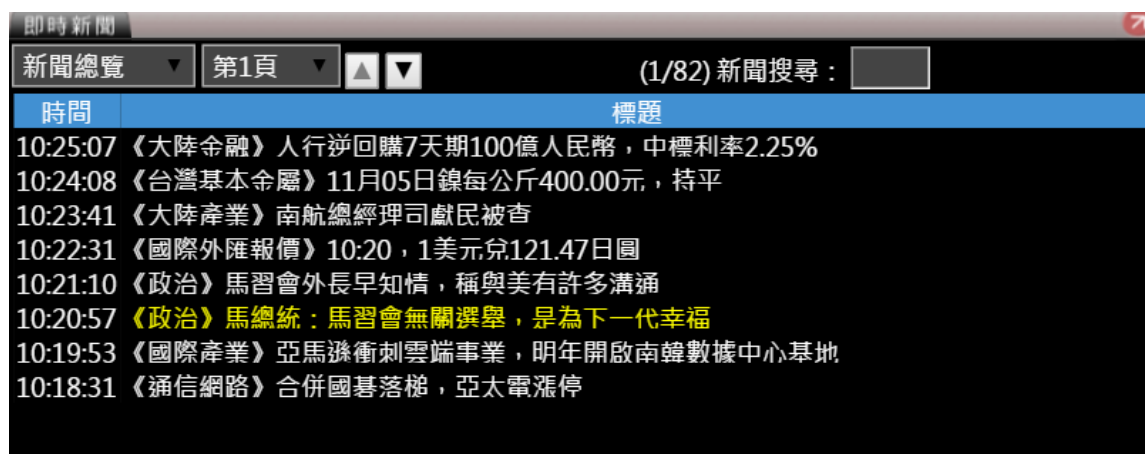 即時新聞
新聞總覽 ▼ 第1頁 ▼ ▲ ▼ (1/82) 新聞搜尋：
時間 標題
10:25:07 《大陸金融》人行逆回購7天期100億人民幣，中標利率2.25%
10:24:08 《台灣基本金屬》11月05日鎳每公斤400.00元，持平
10:23:41 《大陸產業》南航總經理司獻民被查
10:22:31 《國際外匯報價》10:20，1美元兌121.47日圓
10:21:10 《政治》馬習會外長早知情，稱與美有許多溝通
10:20:57 《政治》馬總統：馬習會無關選舉，是為下一代幸福
10:19:53 《國際產業》亞馬遜衝刺雲端事業，明年開啟南韓數據中心基地
10:18:31 《通信網路》合併國碁落槌，亞太電漲停